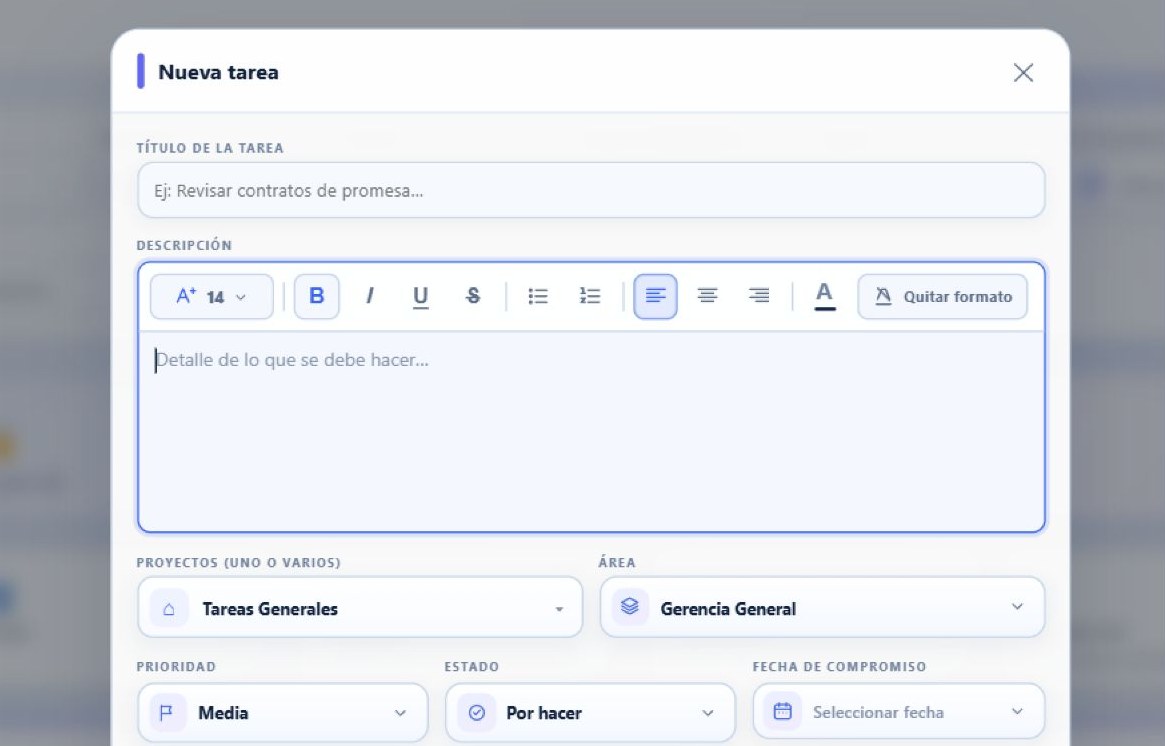 Nueva tarea
TÍTULO DE LA TAREA
Ej: Revisar contratos de promesa...
DESCRIPCIÓN
A+ 14 B I U S A Quitar formato
Detalle de lo que se debe hacer...
PROYECTOS (UNO O VARIOS) ÁREA
Tareas Generales Gerencia General
PRIORIDAD ESTADO FECHA DE COMPROMISO
Media Por hacer Seleccionar fecha